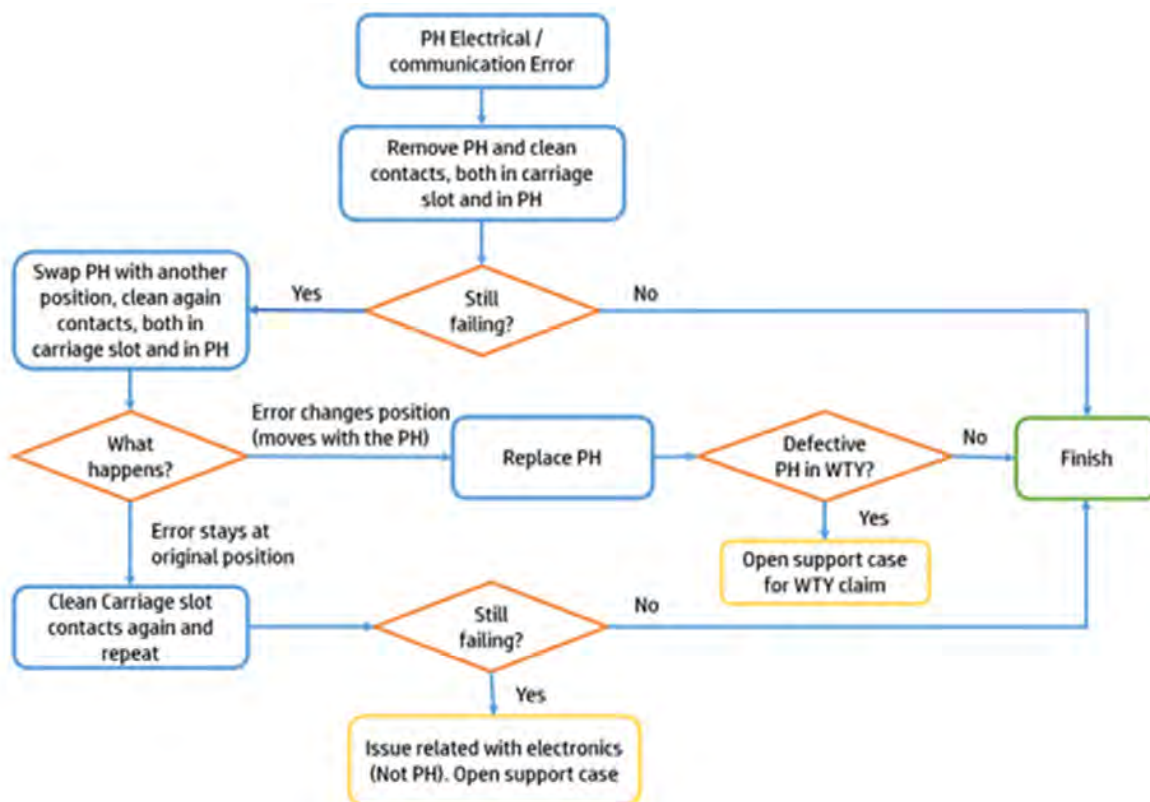 PH Electrical /
communication Error
Remove PH and clean
contacts, both in carriage
slot and in PH
Swap PH with another
position, clean again
contacts, both in
carriage slot and in PH
Yes
Still
failing?
No
What
happens?
Error changes position
(moves with the PH)
Replace PH
Defective
PH in WTY?
No
Finish
Yes
Open support case
for WTY claim
Error stays at
original position
Clean Carriage slot
contacts again and
repeat
Still
failing?
No
Yes
Issue related with electronics
(Not PH). Open support case